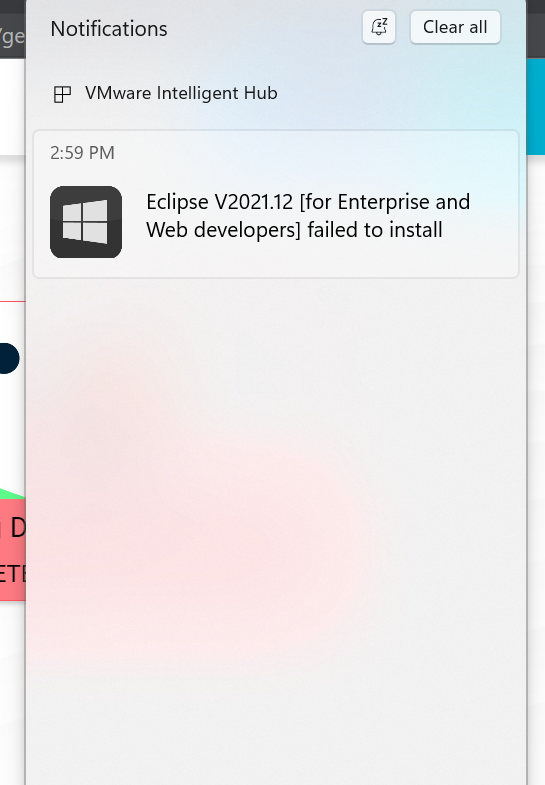 Notifications
Clear all
/ge
VMware Intelligent Hub
2:59 PM
Eclipse V2021.12 [for Enterprise and
Web developers] failed to install
D
ETE